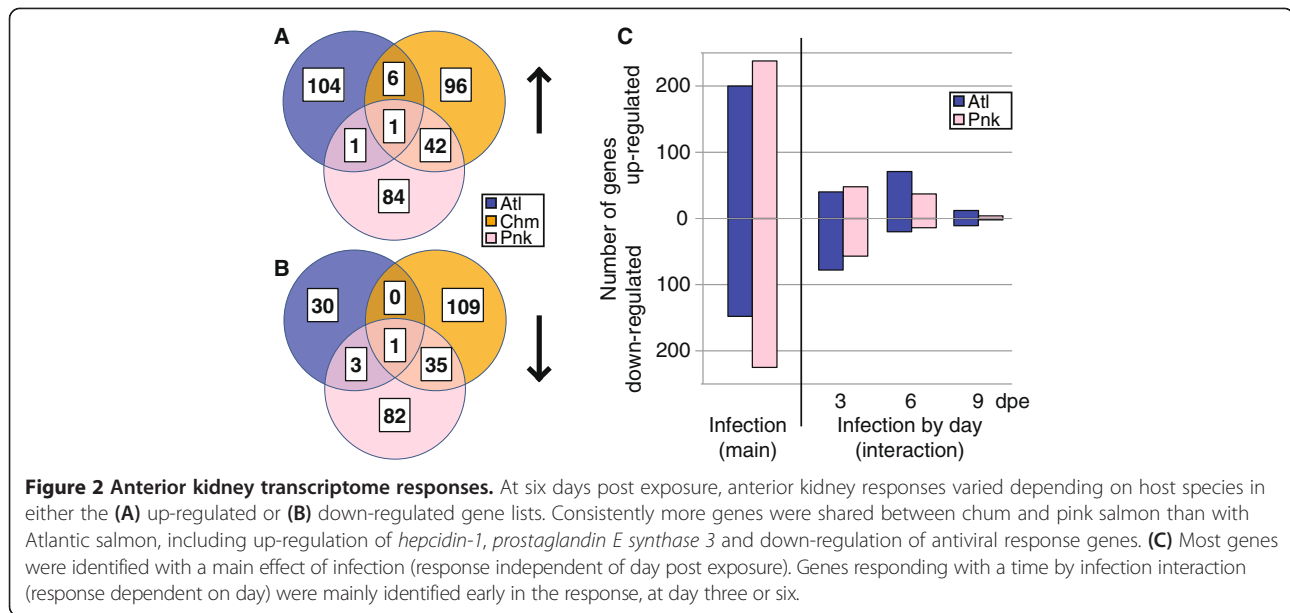 A
104
6
96
1
1
42
84
Atl
Chm
Pnk
B
30
0
109
1
3
35
82
C
Number of genes
down-regulated up-regulated
200
100
0
100
200
Atl
Pnk
3 6 9 dpe
Infection
(main)
Infection by day
(interaction)
Figure 2 Anterior kidney transcriptome responses. At six days post exposure, anterior kidney responses varied depending on host species in
either the (A) up-regulated or (B) down-regulated gene lists. Consistently more genes were shared between chum and pink salmon than with
Atlantic salmon, including up-regulation of hepcidin-1, prostaglandin E synthase 3 and down-regulation of antiviral response genes. (C) Most genes
were identified with a main effect of infection (response independent of day post exposure). Genes responding with a time by infection interaction
(response dependent on day) were mainly identified early in the response, at day three or six.